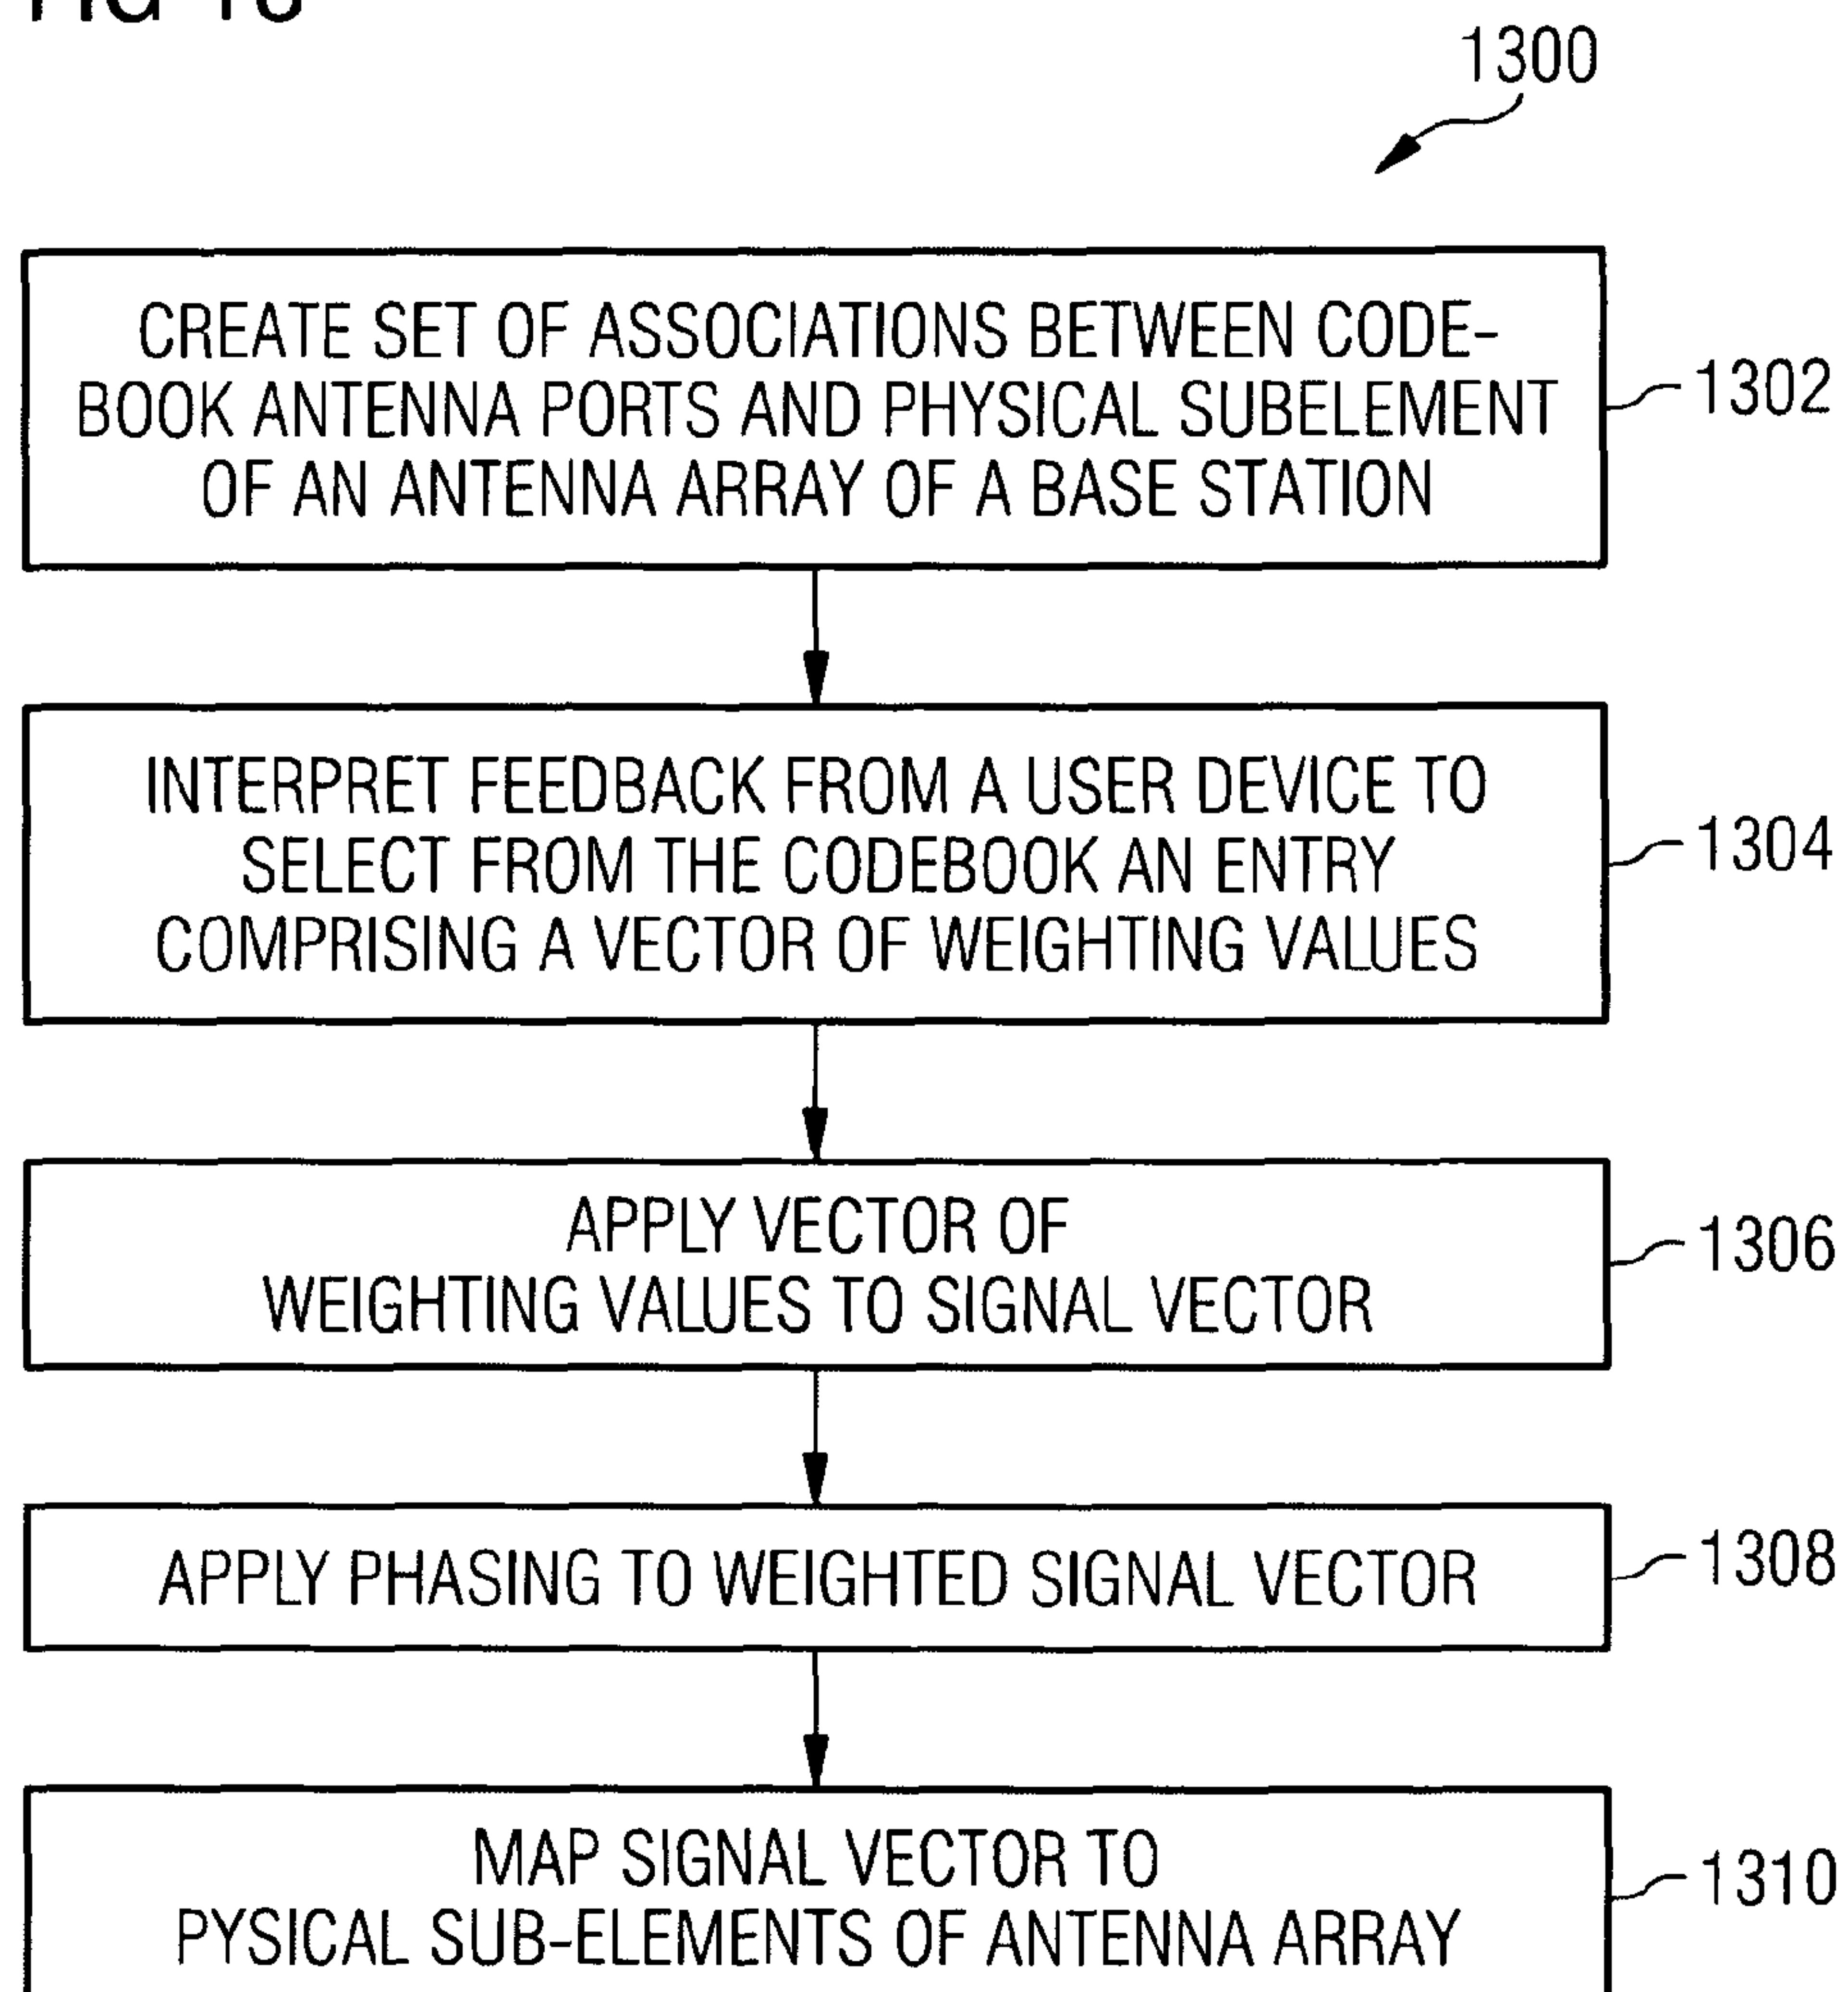 1300
CREATE SET OF ASSOCIATIONS BETWEEN CODE-
BOOK ANTENNA PORTS AND PHYSICAL SUBELEMENT
OF AN ANTENNA ARRAY OF A BASE STATION
1302
INTERPRET FEEDBACK FROM A USER DEVICE TO
SELECT FROM THE CODEBOOK AN ENTRY
COMPRISING A VECTOR OF WEIGHTING VALUES
1304
APPLY VECTOR OF
WEIGHTING VALUES TO SIGNAL VECTOR
1306
APPLY PHASING TO WEIGHTED SIGNAL VECTOR
1308
MAP SIGNAL VECTOR TO
PYSICAL SUB-ELEMENTS OF ANTENNA ARRAY
1310